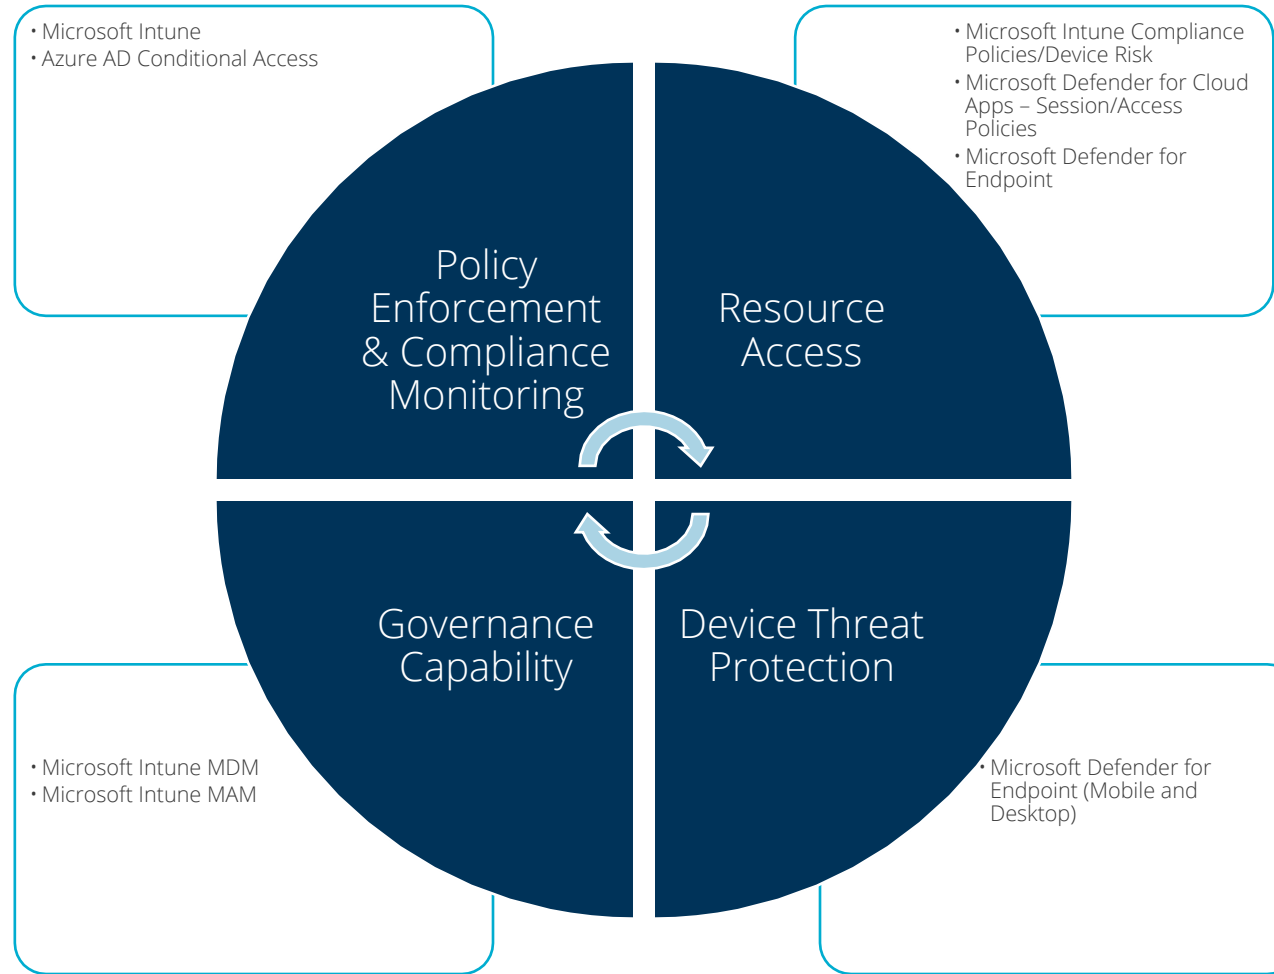 • Microsoft Intune
• Azure AD Conditional Access
• Microsoft Intune Compliance
Policies/Device Risk
• Microsoft Defender for Cloud
Apps – Session/Access
Policies
• Microsoft Defender for
Endpoint
Policy
Enforcement
& Compliance
Monitoring
Resource
Access
Governance
Capability
Device Threat
Protection
• Microsoft Intune MDM
• Microsoft Intune MAM
• Microsoft Defender for
Endpoint (Mobile and
Desktop)